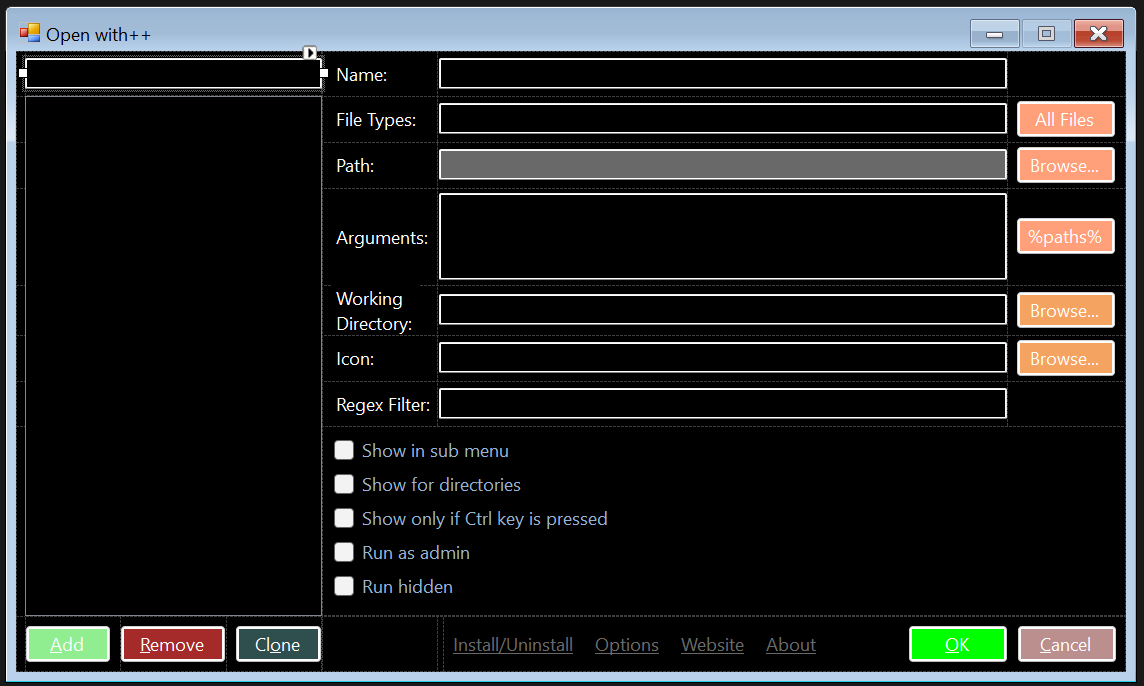 Open with++
Name:
File Types:
All Files
Path:
Browse...
Arguments:
%paths%
Working
Directory:
Browse...
Icon:
Browse...
Regex Filter:
Show in sub menu
Show for directories
Show only if Ctrl key is pressed
Run as admin
Run hidden
Add Remove Clone Install/Uninstall Options Website About OK Cancel